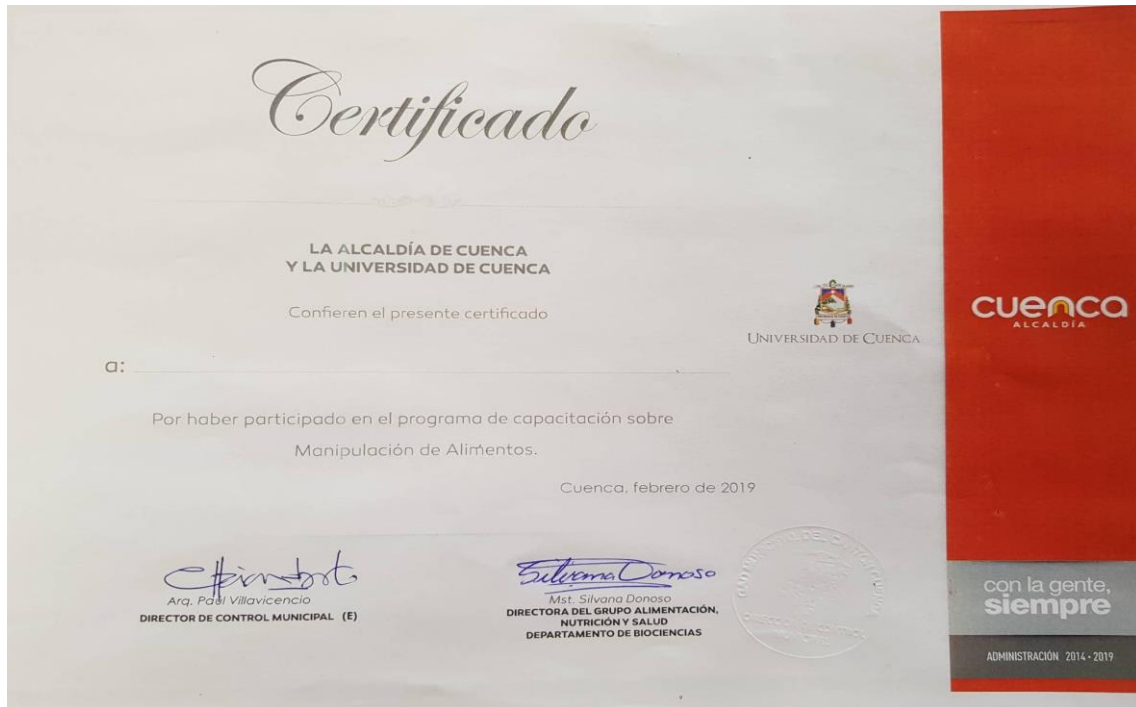 Certificado
LA ALCALDÍA DE CUENCA
Y LA UNIVERSIDAD DE CUENCA
Confieren el presente certificado
a:
Por haber participado en el programa de capacitación sobre
Manipulación de Alimentos.
Cuenca, febrero de 2019
Silvana Donoso
Arq. Paúl Villavicencio
DIRECTOR DE CONTROL MUNICIPAL (E)
Mst. Silvana Donoso
DIRECTORA DEL GRUPO ALIMENTACIÓN,
NUTRICIÓN Y SALUD
DEPARTAMENTO DE BIOCIENCIAS
UNIVERSIDAD DE CUENCA
cuenca
ALCALDÍA
con la gente,
siempre
ADMINISTRACIÓN 2014 - 2019